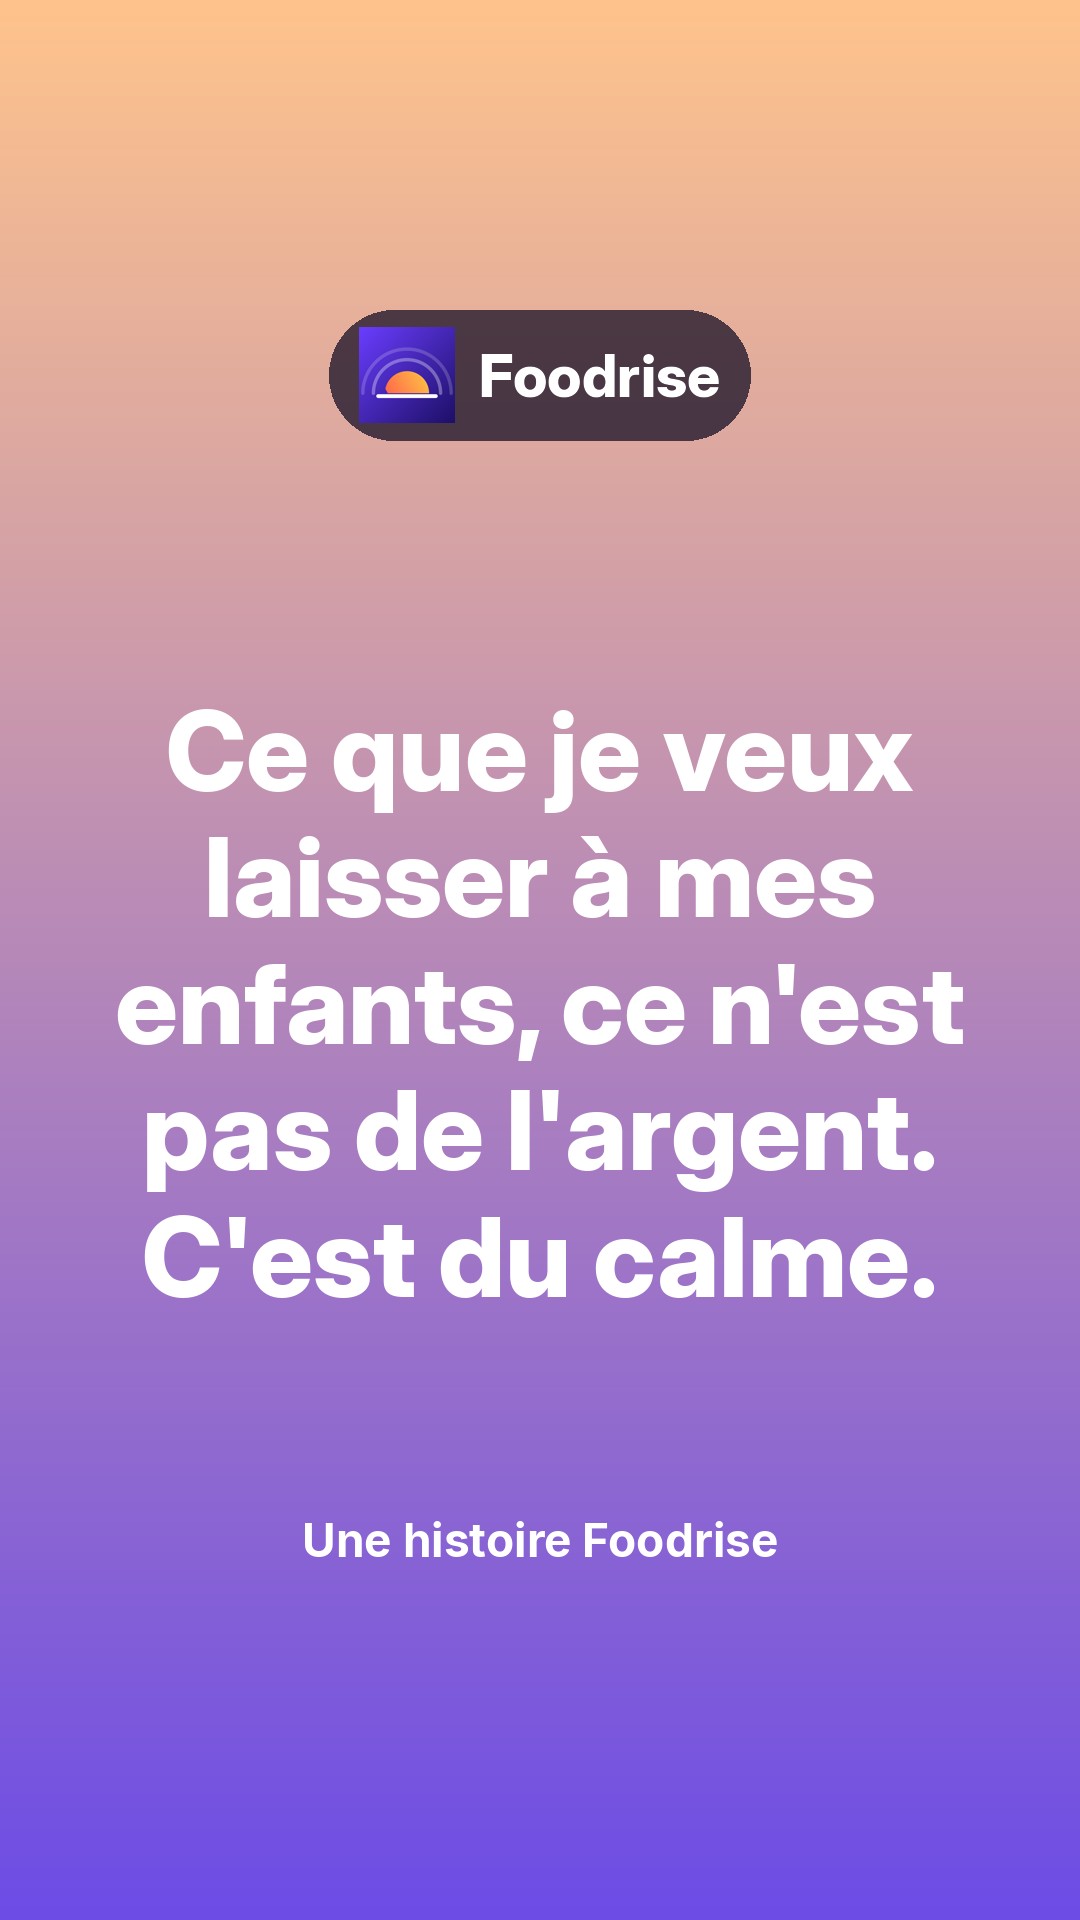 Foodrise
Ce que je veux
laisser à mes
enfants, ce n'est
pas de l'argent.
C'est du calme.
Une histoire Foodrise